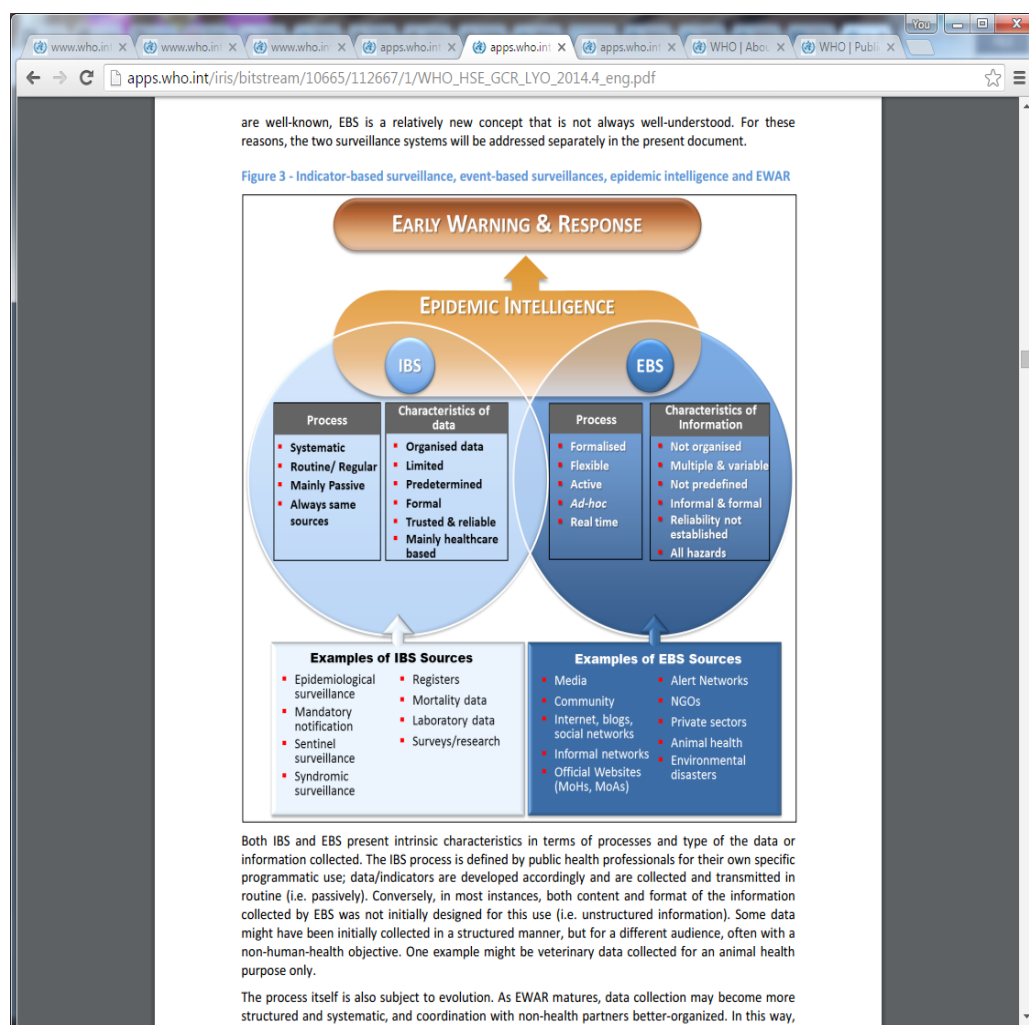 You
www.who.int
www.who.int
www.who.int
apps.who.int
apps.who.int
apps.who.int
WHO | Abou
WHO | Publi
apps.who.int/iris/bitstream/10665/112667/1/WHO_HSE_GCR_LYO_2014.4_eng.pdf
are well-known, EBS is a relatively new concept that is not always well-understood. For these
reasons, the two surveillance systems will be addressed separately in the present document.
Figure 3 - Indicator-based surveillance, event-based surveillances, epidemic intelligence and EWAR
EARLY WARNING & RESPONSE
EPIDEMIC INTELLIGENCE
IBS
EBS
Process
Systematic
Routine/ Regular
Mainly Passive
Always same
sources
Characteristics of
data
Organised data
Limited
Predetermined
Formal
Trusted & reliable
Mainly healthcare
based
Process
Formalised
Flexible
Active
Ad-hoc
Real time
Characteristics of
Information
Not organised
Multiple & variable
Not predefined
Informal & formal
Reliability not
established
All hazards
Examples of IBS Sources
Epidemiological
surveillance
Mandatory
notification
Sentinel
surveillance
Syndromic
surveillance
Registers
Mortality data
Laboratory data
Surveys/research
Examples of EBS Sources
Media
Community
Internet, blogs,
social networks
Informal networks
Official Websites
(MoHs, MoAs)
Alert Networks
NGOs
Private sectors
Animal health
Environmental
disasters
Both IBS and EBS present intrinsic characteristics in terms of processes and type of the data or
information collected. The IBS process is defined by public health professionals for their own specific
programmatic use; data/indicators are developed accordingly and are collected and transmitted in
routine (i.e. passively). Conversely, in most instances, both content and format of the information
collected by EBS was not initially designed for this use (i.e. unstructured information). Some data
might have been initially collected in a structured manner, but for a different audience, often with a
non-human-health objective. One example might be veterinary data collected for an animal health
purpose only.
The process itself is also subject to evolution. As EWAR matures, data collection may become more
structured and systematic, and coordination with non-health partners better-organized. In this way,